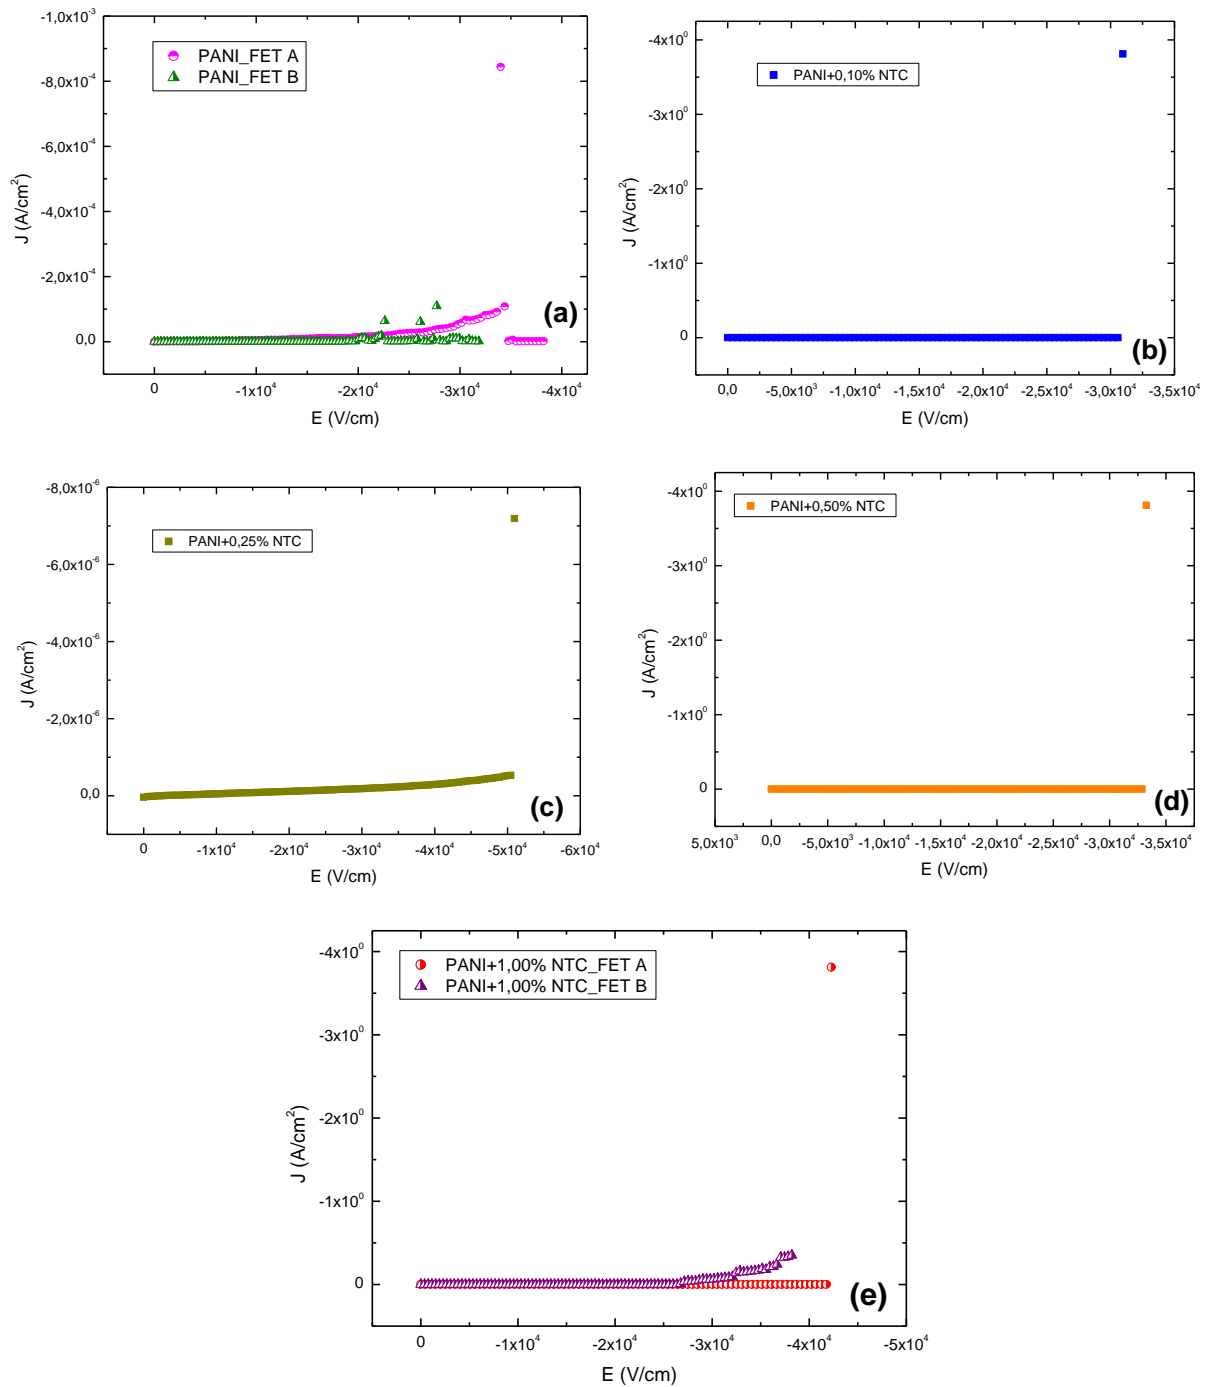 -1,0x10⁻³
-8,0x10⁻⁴
-6,0x10⁻⁴
-4,0x10⁻⁴
-2,0x10⁻⁴
0,0
J (A/cm²)
PANI_FET A
PANI_FET B
(a)
0
-1x10⁴
-2x10⁴
-3x10⁴
-4x10⁴
E (V/cm)
-4x10⁰
-3x10⁰
-2x10⁰
-1x10⁰
0
J (A/cm²)
PANI+0,10% NTC
(b)
0,0
-5,0x10³
-1,0x10⁴
-1,5x10⁴
-2,0x10⁴
-2,5x10⁴
-3,0x10⁴
-3,5x10⁴
E (V/cm)
-8,0x10⁻⁶
-6,0x10⁻⁶
-4,0x10⁻⁶
-2,0x10⁻⁶
0,0
J (A/cm²)
PANI+0,25% NTC
(c)
0
-1x10⁴
-2x10⁴
-3x10⁴
-4x10⁴
-5x10⁴
-6x10⁴
E (V/cm)
-4x10⁰
-3x10⁰
-2x10⁰
-1x10⁰
0
J (A/cm²)
PANI+0,50% NTC
(d)
5,0x10³
0,0
-5,0x10³
-1,0x10⁴
-1,5x10⁴
-2,0x10⁴
-2,5x10⁴
-3,0x10⁴
-3,5x10⁴
E (V/cm)
-4x10⁰
-3x10⁰
-2x10⁰
-1x10⁰
0
J (A/cm²)
PANI+1,00% NTC_FET A
PANI+1,00% NTC_FET B
(e)
0
-1x10⁴
-2x10⁴
-3x10⁴
-4x10⁴
-5x10⁴
E (V/cm)